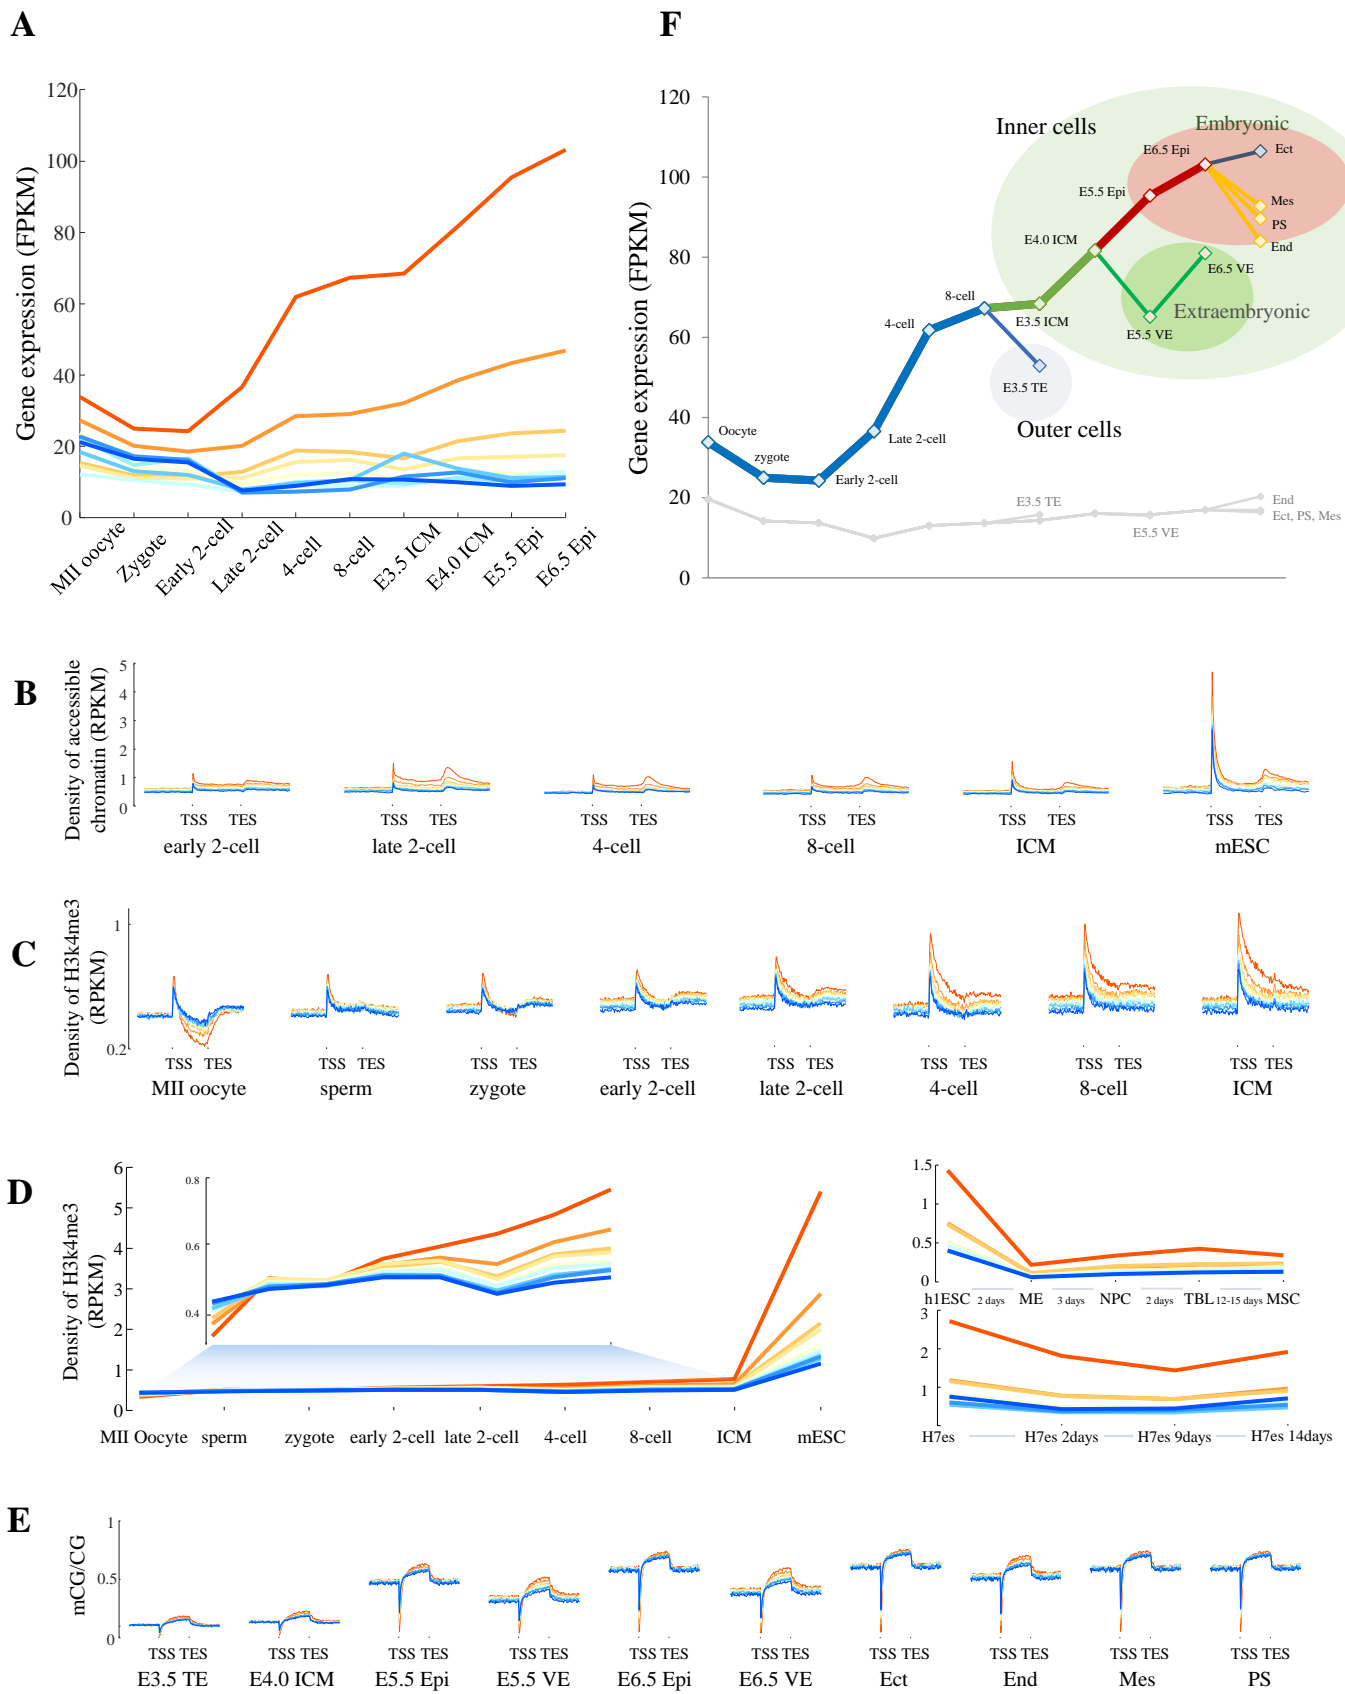 A
Gene expression (FPKM)
120
100
80
60
40
20
0
MII oocyte
Zygote
Early 2-cell
Late 2-cell
4-cell
8-cell
E3.5 ICM
E4.0 ICM
E5.5 Epi
E6.5 Epi
F
Gene expression (FPKM)
120
100
80
60
40
20
0
Inner cells
Embryonic
E6.5 Epi
Ect
E5.5 Epi
Mes
PS
End
E4.0 ICM
E6.5 VE
8-cell
Extraembryonic
4-cell
E3.5 ICM
E5.5 VE
E3.5 TE
Outer cells
Oocyte
Late 2-cell
zygote
Early 2-cell
E3.5 TE
End
Ect, PS, Mes
E5.5 VE
B
Density of accessible
chromatin (RPKM)
5
4
3
2
1
0
TSS TES TSS TES TSS TES TSS TES TSS TES TSS TES
early 2-cell late 2-cell 4-cell 8-cell ICM mESC
C
Density of H3k4me3
(RPKM)
1
0.2
TSS TES TSS TES TSS TES TSS TES TSS TES TSS TES TSS TES TSS TES
MII oocyte sperm zygote early 2-cell late 2-cell 4-cell 8-cell ICM
D
Density of H3k4me3
(RPKM)
6
5
4
3
2
1
0
0.8
0.6
0.4
MII Oocyte sperm zygote early 2-cell late 2-cell 4-cell 8-cell ICM mESC
1.5
1
0.5
0
h1ESC 2 days ME 3 days NPC 2 days TBL 12-15 days MSC
3
2
1
H7es H7es 2days H7es 9days H7es 14days
E
mCG/CG
1
0.5
0
TSS TES TSS TES TSS TES TSS TES TSS TES TSS TES TSS TES TSS TES TSS TES TSS TES
E3.5 TE E4.0 ICM E5.5 Epi E5.5 VE E6.5 Epi E6.5 VE Ect End Mes PS